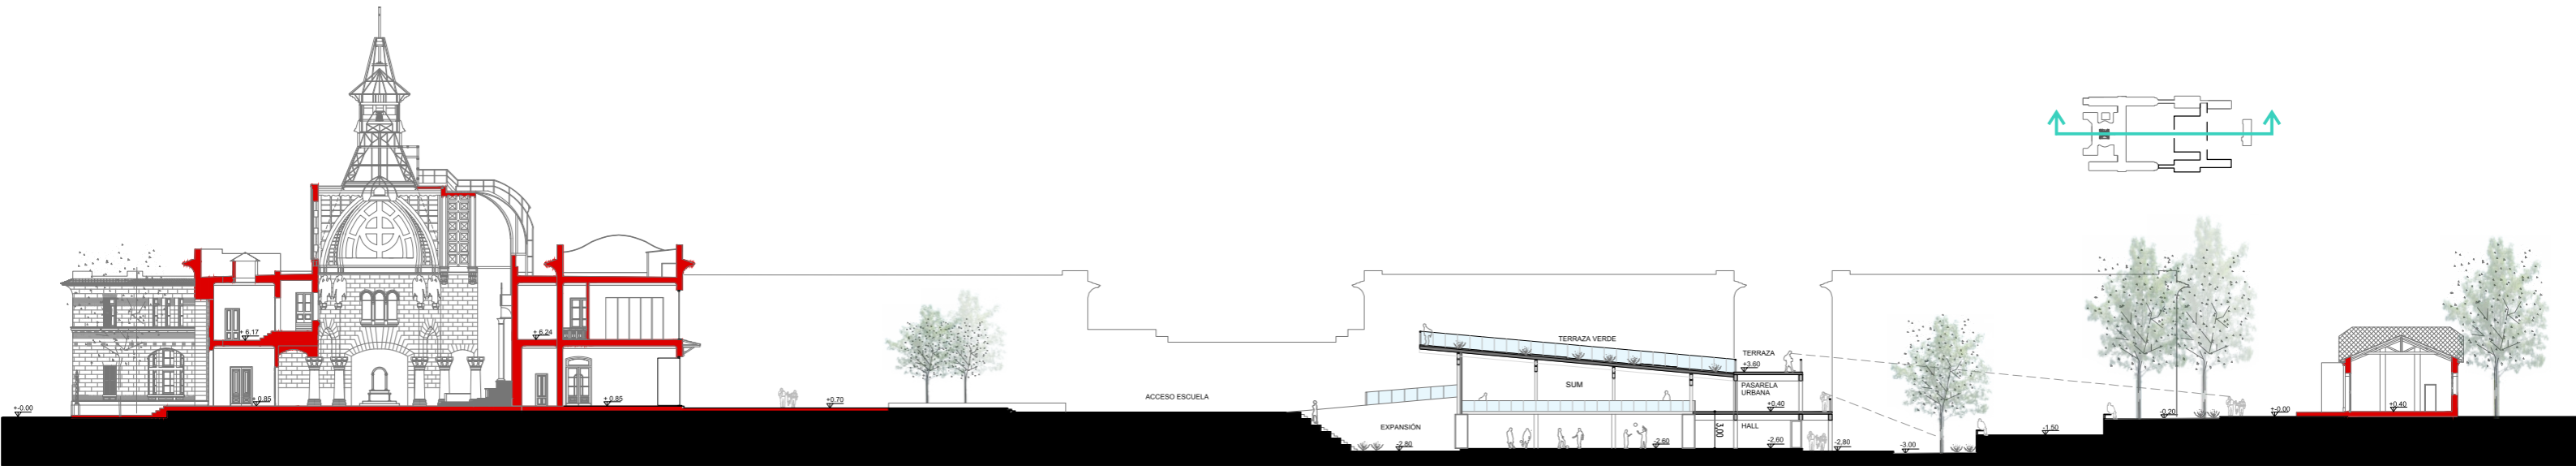 +-0.00
+ 6.17
+ 0.85
+ 6.24
+ 0.85
+0.70
ACCESO ESCUELA
EXPANSIÓN
-2.80
TERRAZA VERDE
SUM
-2.60
3,00
TERRAZA
+3.60
PASARELA
URBANA
+0.40
HALL
-2.60
-2.80
-3.00
-1.50
-0.20
+-0.00
+0.40